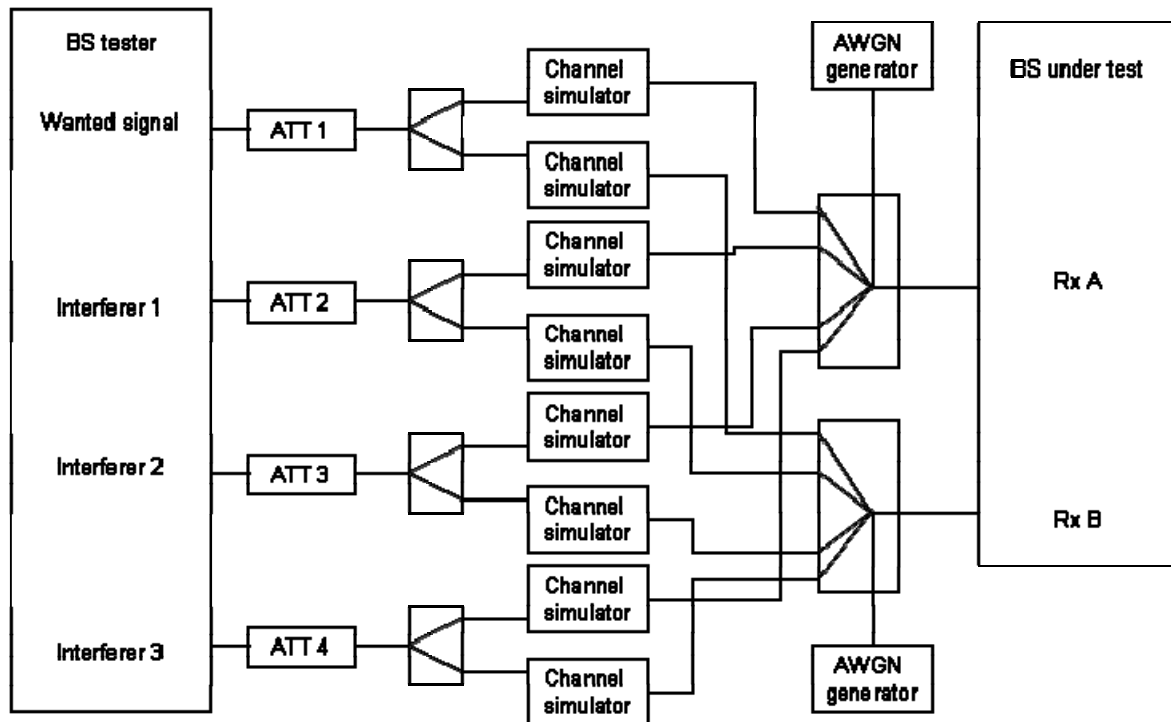 BS tester
Wanted signal
Interferer 1
Interferer 2
Interferer 3
ATT 1
ATT 2
ATT 3
ATT 4
Channel
simulator
Channel
simulator
Channel
simulator
Channel
simulator
Channel
simulator
Channel
simulator
Channel
simulator
Channel
simulator
AWGN
generator
AWGN
generator
BS under test
Rx A
Rx B